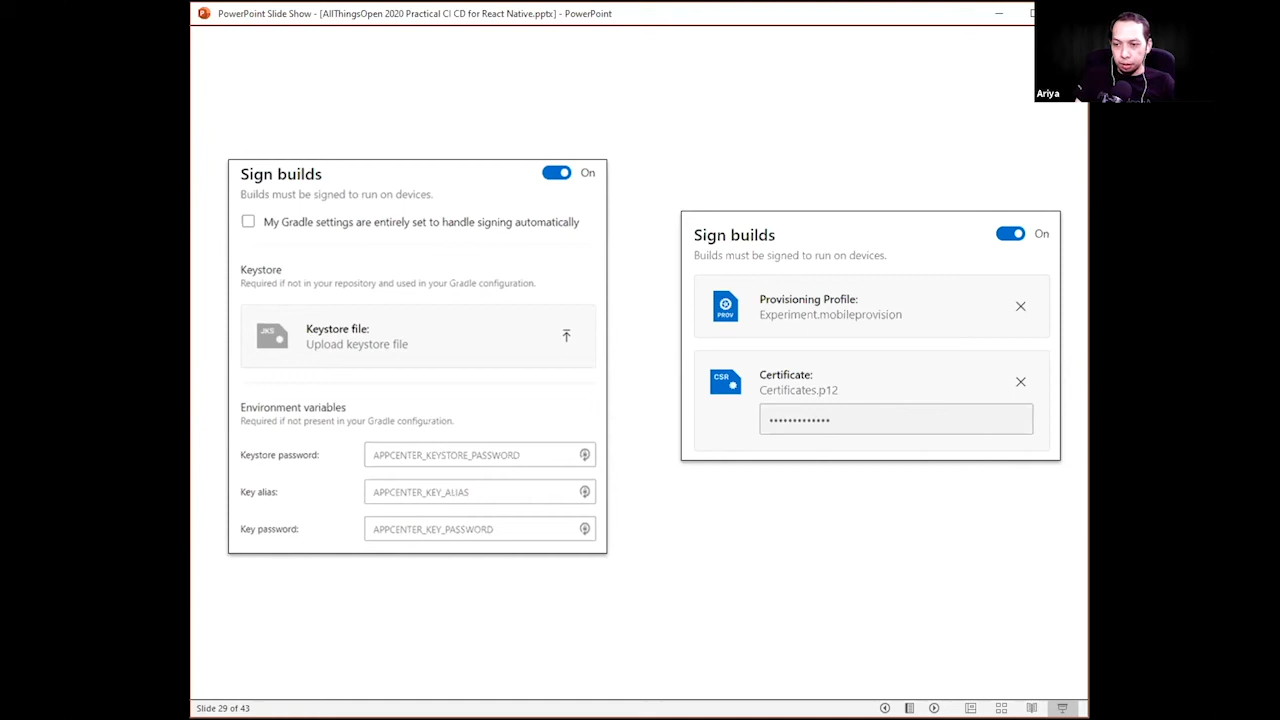 PowerPoint Slide Show - [AllThingsOpen 2020 Practical CI CD for React Native.pptx] - PowerPoint
Ariya
Sign builds
On
Builds must be signed to run on devices.
My Gradle settings are entirely set to handle signing automatically
Keystore
Required if not in your repository and used in your Gradle configuration.
JKS
Keystore file:
Upload keystore file
Environment variables
Required if not present in your Gradle configuration.
Keystore password:
APPCENTER_KEYSTORE_PASSWORD
Key alias:
APPCENTER_KEY_ALIAS
Key password:
APPCENTER_KEY_PASSWORD
Sign builds
On
Builds must be signed to run on devices.
PROV
Provisioning Profile:
Experiment.mobileprovision
CSR
Certificate:
Certificates.p12
•••••••••••••
Slide 29 of 43